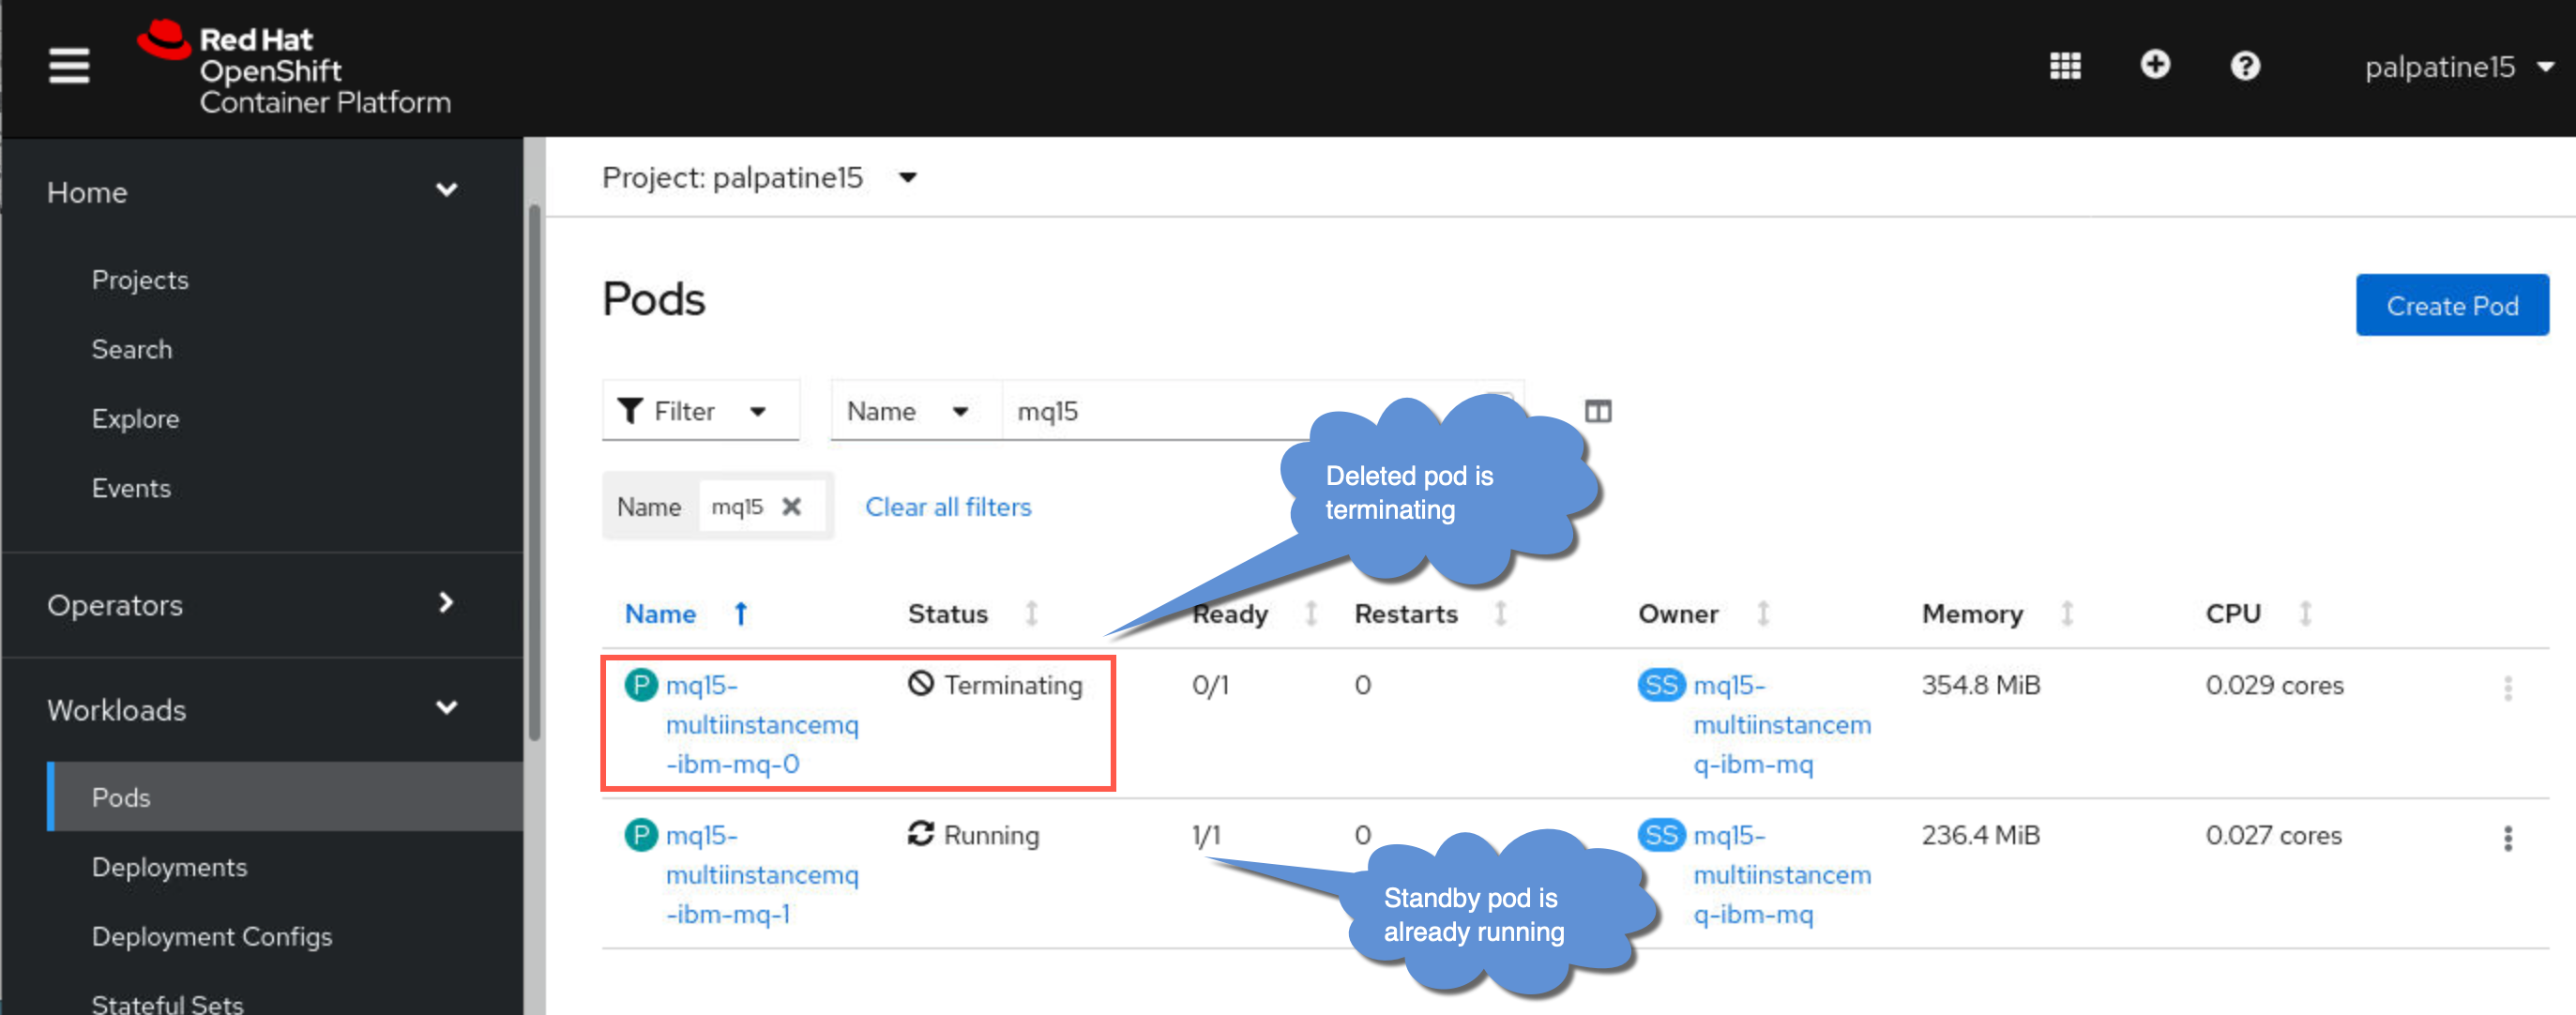 Red Hat
OpenShift
Container Platform
palpatine15
Home
Projects
Search
Explore
Events
Operators
Workloads
Pods
Deployments
Deployment Configs
Stateful Sets
Project: palpatine15
Pods
Create Pod
Filter
Name
mq15
Name mq15
Clear all filters
Deleted pod is
terminating
Name Status Ready Restarts Owner Memory CPU
P mq15- Terminating 0/1 0 SS mq15- 354.8 MiB 0.029 cores
multiinstancemq multiinstancem
-ibm-mq-0 q-ibm-mq
P mq15- Running 1/1 0 SS mq15- 236.4 MiB 0.027 cores
multiinstancemq multiinstancem
-ibm-mq-1 q-ibm-mq
Standby pod is
already running